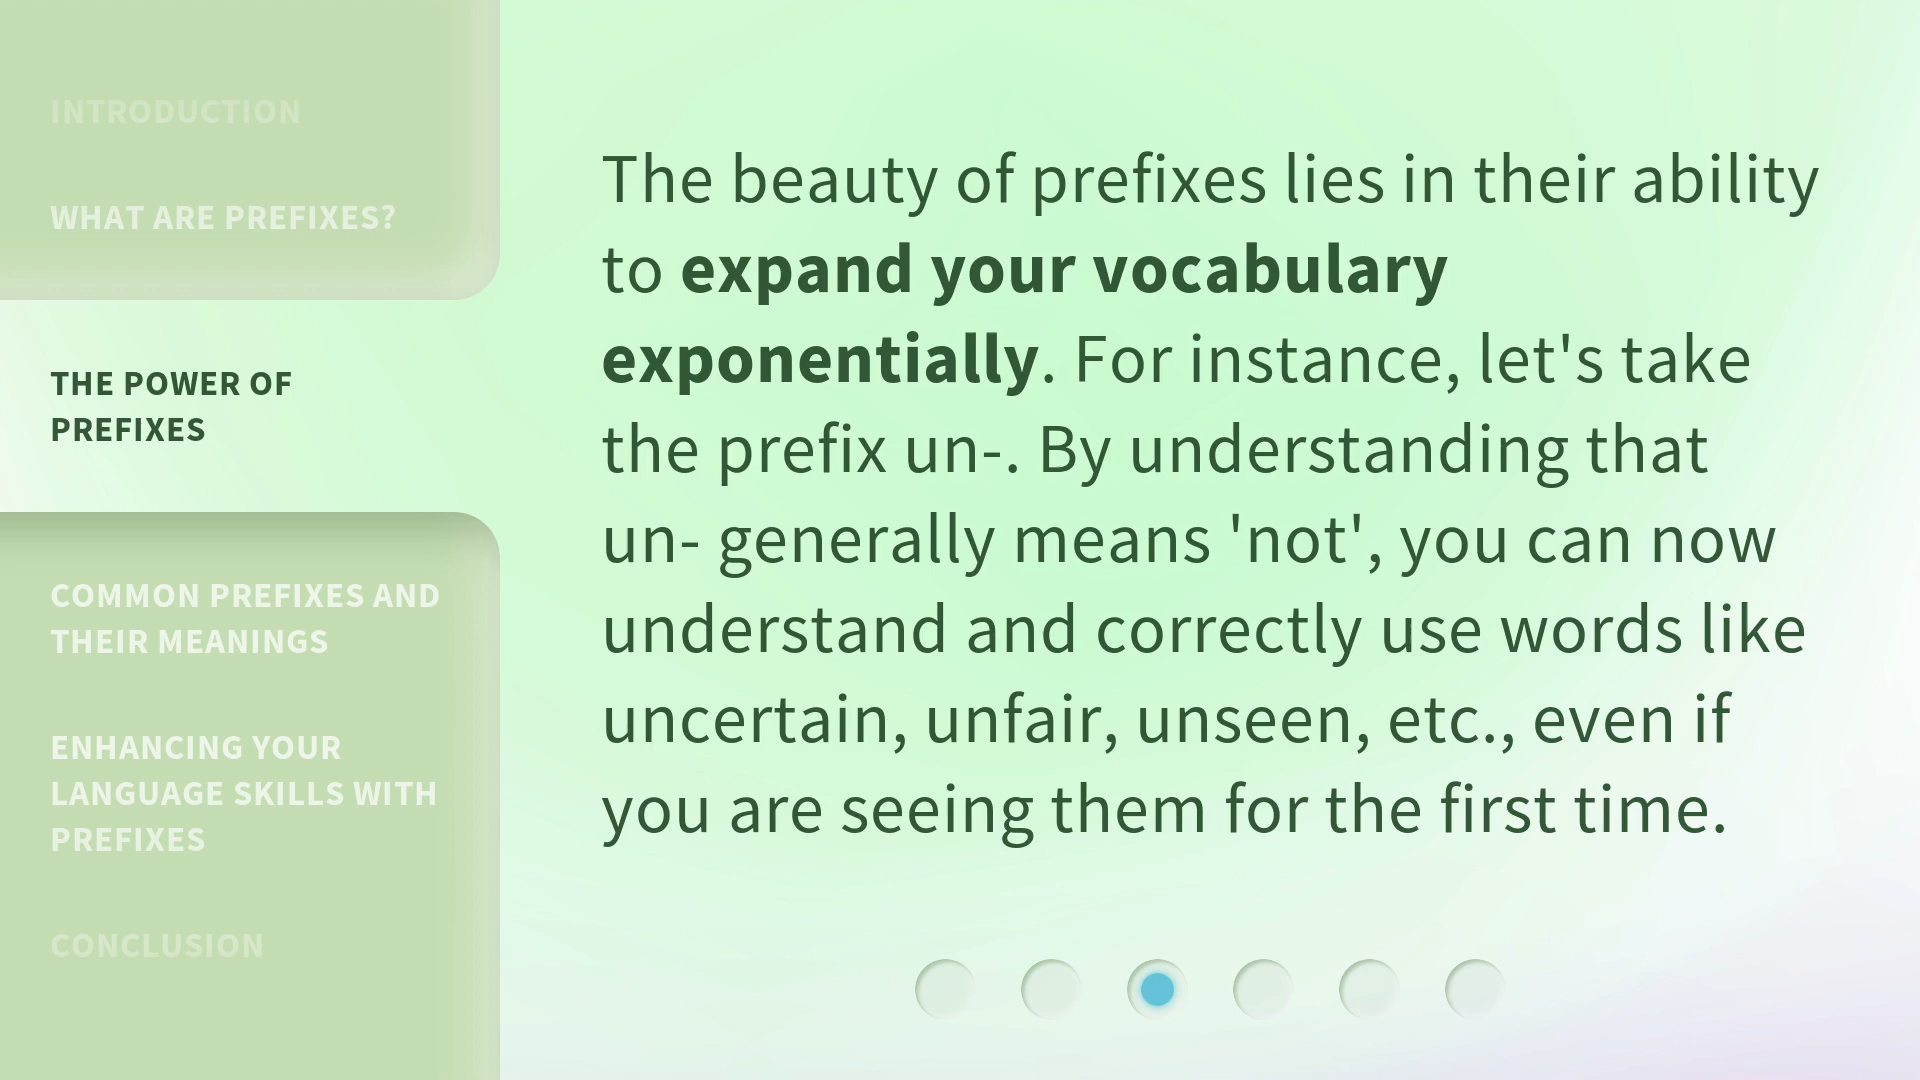 INTRODUCTION
WHAT ARE PREFIXES?
THE POWER OF
PREFIXES
COMMON PREFIXES AND
THEIR MEANINGS
ENHANCING YOUR
LANGUAGE SKILLS WITH
PREFIXES
CONCLUSION
The beauty of prefixes lies in their ability
to expand your vocabulary
exponentially. For instance, let's take
the prefix un-. By understanding that
un- generally means 'not', you can now
understand and correctly use words like
uncertain, unfair, unseen, etc., even if
you are seeing them for the first time.